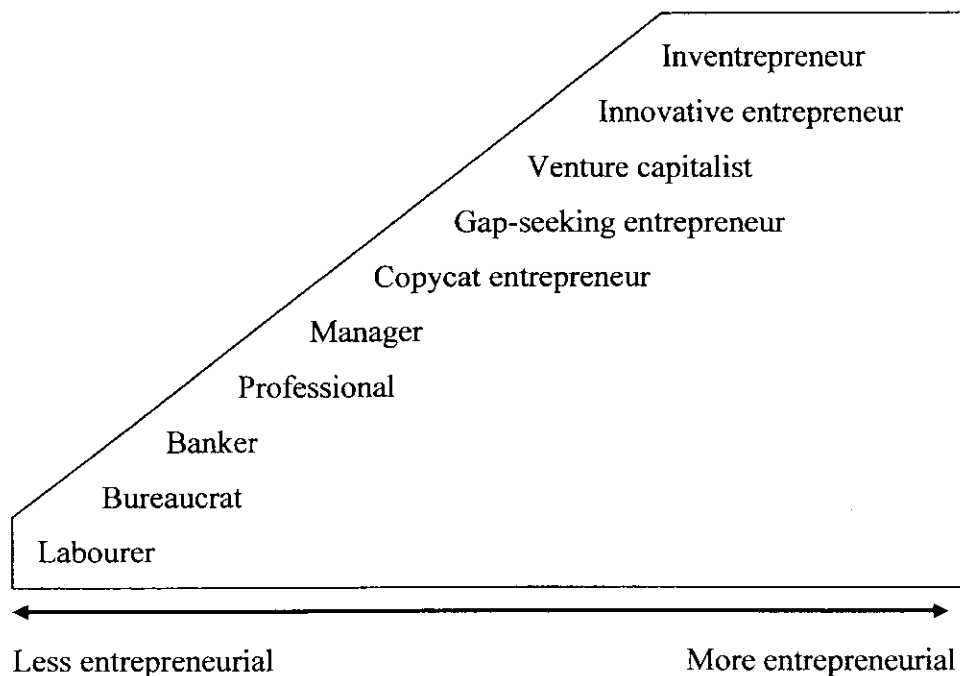 Inventrepreneur
Innovative entrepreneur
Venture capitalist
Gap-seeking entrepreneur
Copycat entrepreneur
Manager
Professional
Banker
Bureaucrat
Labourer
Less entrepreneurial More entrepreneurial